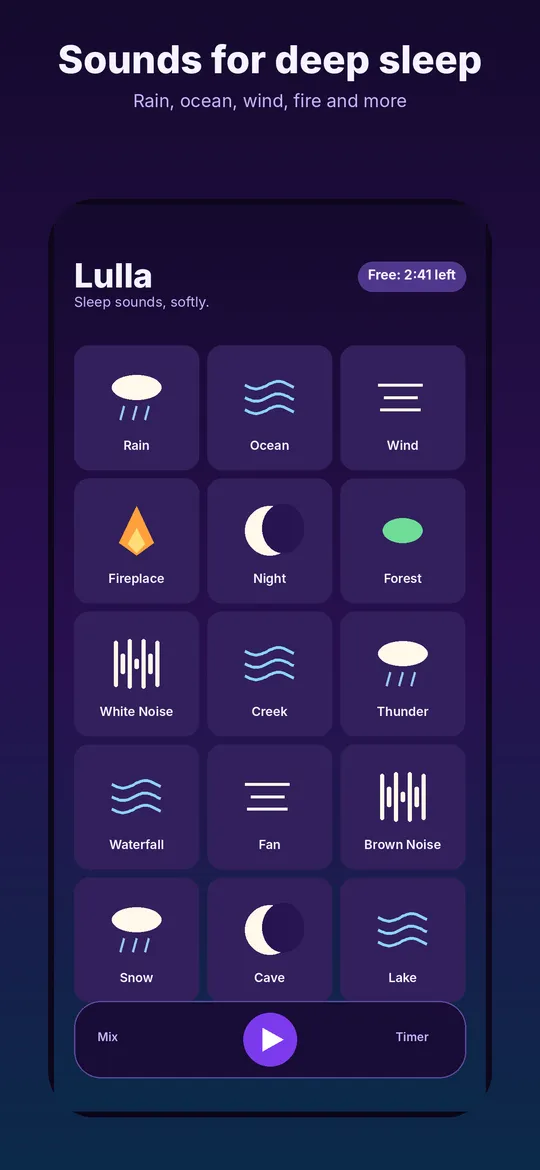 Sounds for deep sleep
Rain, ocean, wind, fire and more
Lulla
Free: 2:41 left
Sleep sounds, softly.
Rain
Ocean
Wind
Fireplace
Night
Forest
White Noise
Creek
Thunder
Waterfall
Fan
Brown Noise
Snow
Cave
Lake
Mix
Timer